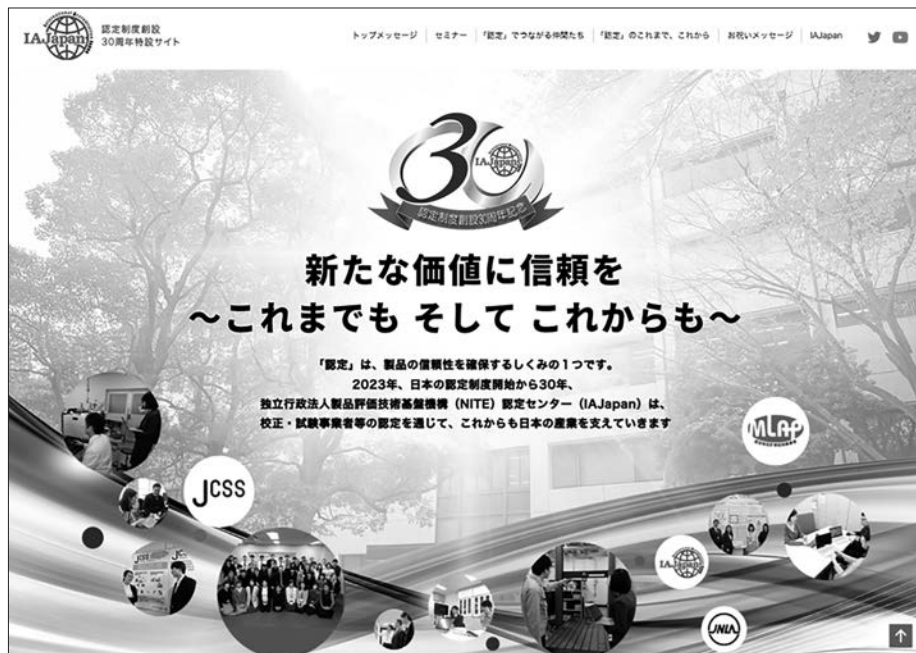 IAJapan
認定制度創設
30周年特設サイト
トップメッセージ
セミナー
「認定」でつながる仲間たち
「認定」のこれまで、これから
お祝いメッセージ
IAJapan
30
IAJapan
認定制度創設30周年記念
新たな価値に信頼を
～これまでも そして これからも～
「認定」は、製品の信頼性を確保するしくみの1つです。
2023年、日本の認定制度開始から30年、
独立行政法人製品評価技術基盤機構（NITE）認定センター（IAJapan）は、
校正・試験事業者等の認定を通じて、これからも日本の産業を支えていきます
MLAP
JCSS
IAJapan
JNLA